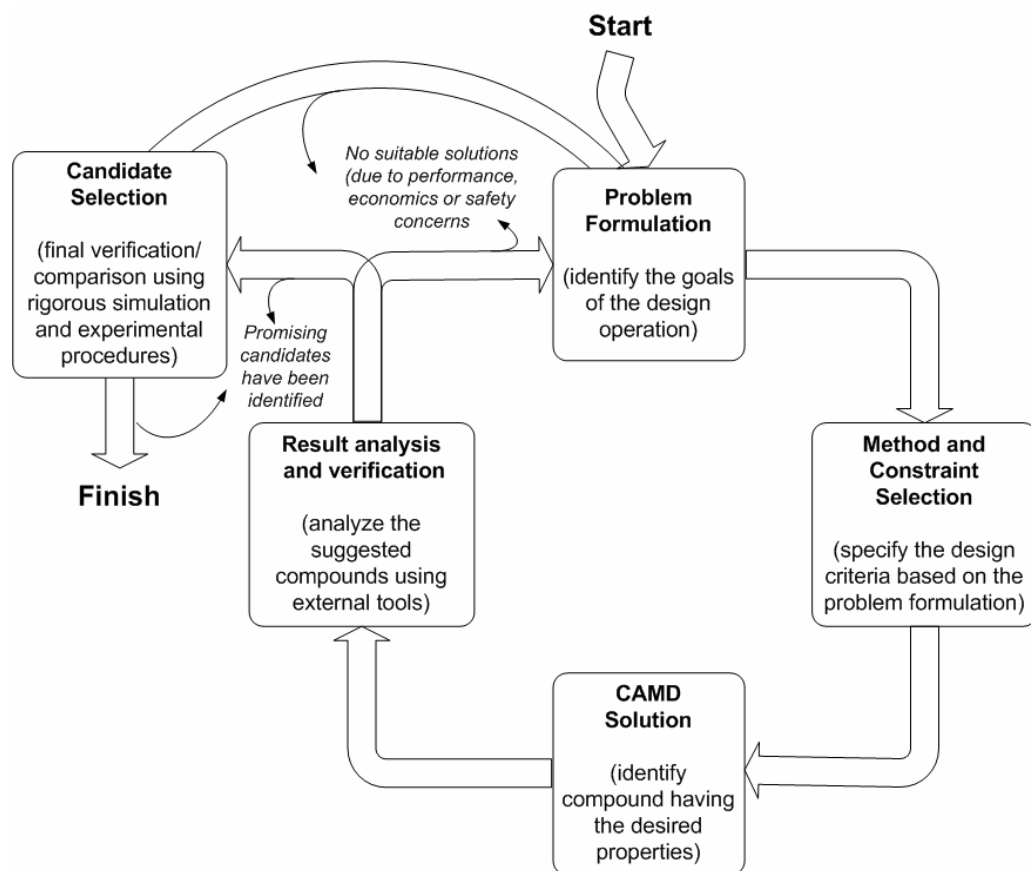 Start
Candidate
Selection
(final verification/
comparison using
rigorous simulation
and experimental
procedures)
No suitable solutions
(due to performance,
economics or safety
concerns
Problem
Formulation
(identify the goals
of the design
operation)
Promising
candidates
have been
identified
Finish
Result analysis
and verification
(analyze the
suggested
compounds using
external tools)
Method and
Constraint
Selection
(specify the design
criteria based on the
problem formulation)
CAMD
Solution
(identify
compound having
the desired
properties)